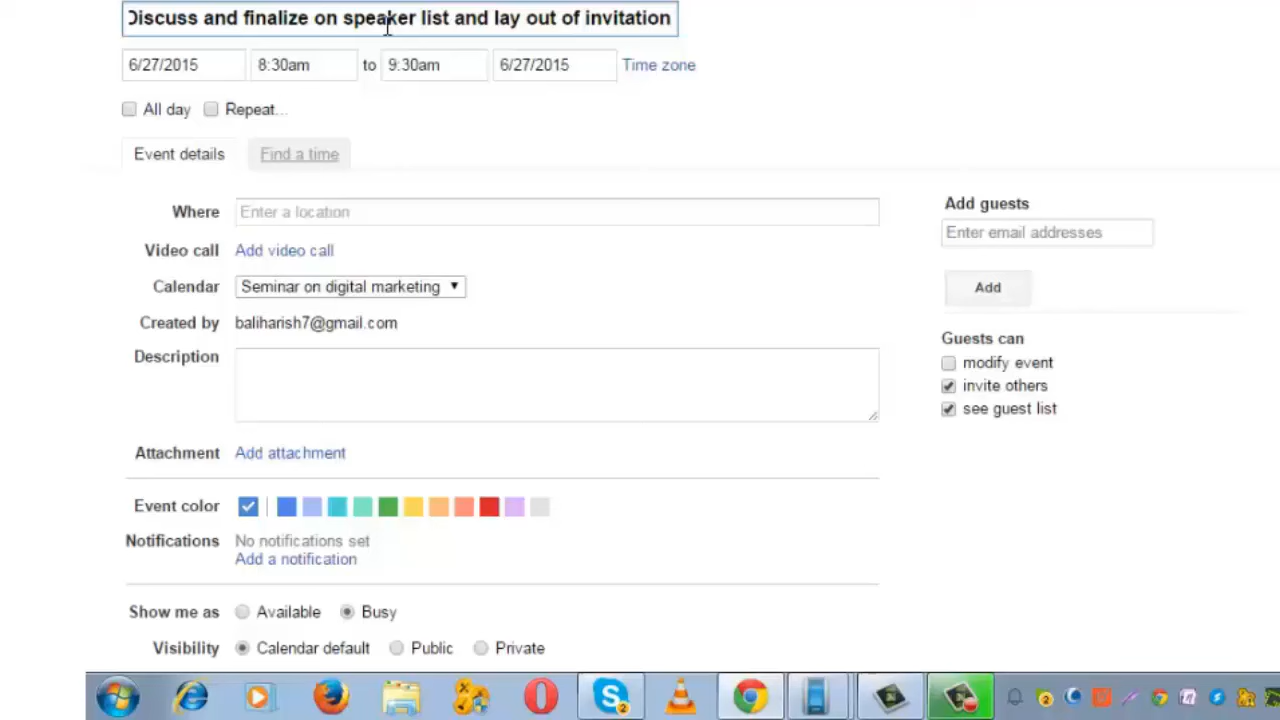 Discuss and finalize on speaker list and lay out of invitation
6/27/2015 8:30am to 9:30am 6/27/2015 Time zone
All day Repeat...
Event details Find a time
Where Enter a location
Add guests
Enter email addresses
Video call Add video call
Calendar Seminar on digital marketing
Add
Created by baliharish7@gmail.com
Guests can
Description
modify event
invite others
see guest list
Attachment Add attachment
Event color
Notifications No notifications set
Add a notification
Show me as Available Busy
Visibility Calendar default Public Private
2
2